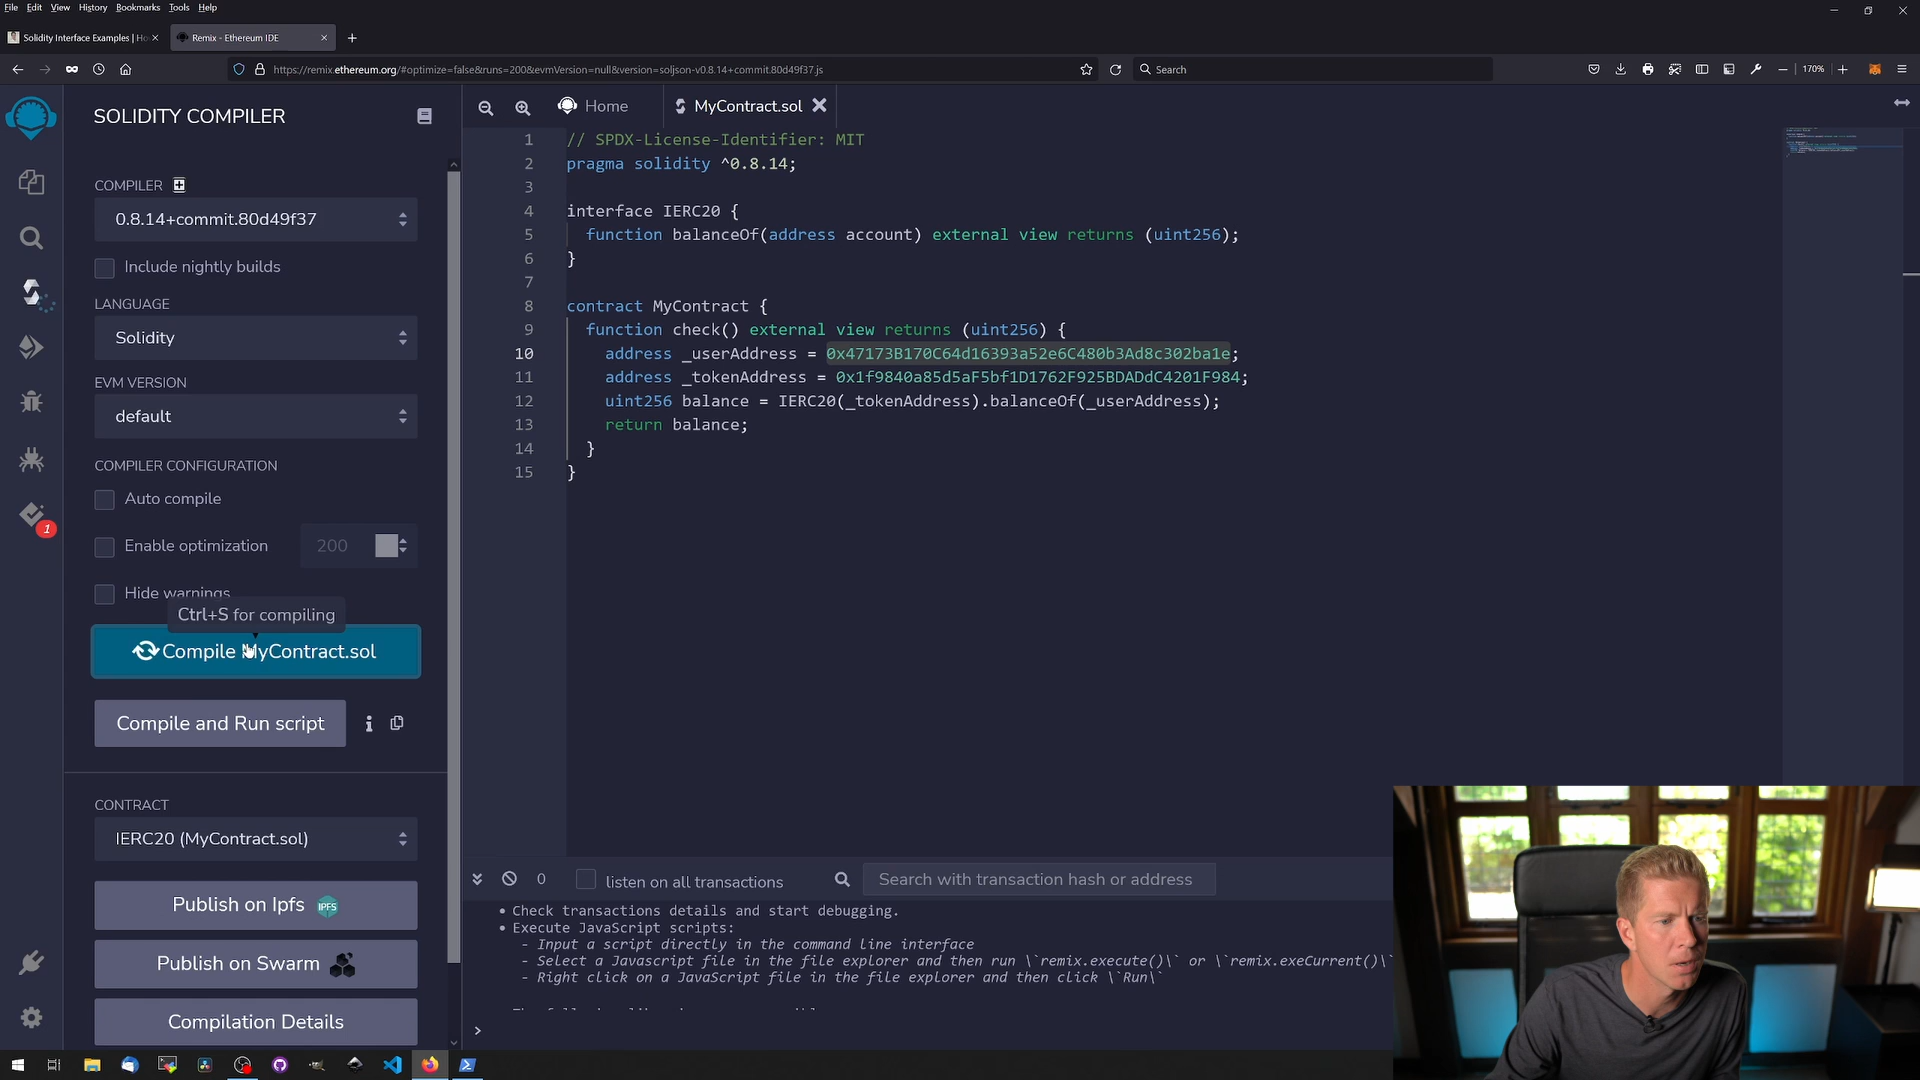 File Edit View History Bookmarks Tools Help
Solidity Interface Examples | Ho
Remix - Ethereum IDE
https://remix.ethereum.org/#optimize=false&runs=200&evmVersion=null&version=soljson-v0.8.14+commit.80d49f37.js
Search
170%
SOLIDITY COMPILER
COMPILER
0.8.14+commit.80d49f37
Include nightly builds
LANGUAGE
Solidity
EVM VERSION
default
COMPILER CONFIGURATION
Auto compile
Enable optimization 200
Hide warnings
Ctrl+S for compiling
Compile MyContract.sol
Compile and Run script
CONTRACT
IERC20 (MyContract.sol)
Publish on Ipfs IPFS
Publish on Swarm
Compilation Details
1
Home
MyContract.sol
1 // SPDX-License-Identifier: MIT
2 pragma solidity ^0.8.14;
3
4 interface IERC20 {
5 function balanceOf(address account) external view returns (uint256);
6 }
7
8 contract MyContract {
9 function check() external view returns (uint256) {
10 address _userAddress = 0x47173B170C64d16393a52e6C480b3Ad8c302ba1e;
11 address _tokenAddress = 0x1f9840a85d5aF5bf1D1762F925BDADdC4201F984;
12 uint256 balance = IERC20(_tokenAddress).balanceOf(_userAddress);
13 return balance;
14 }
15 }
0 listen on all transactions
Search with transaction hash or address
• Check transactions details and start debugging.
• Execute JavaScript scripts:
- Input a script directly in the command line interface
- Select a Javascript file in the file explorer and then run \`remix.execute()\` or \`remix.exeCurrent()\`
- Right click on a JavaScript file in the file explorer and then click \`Run\`
>